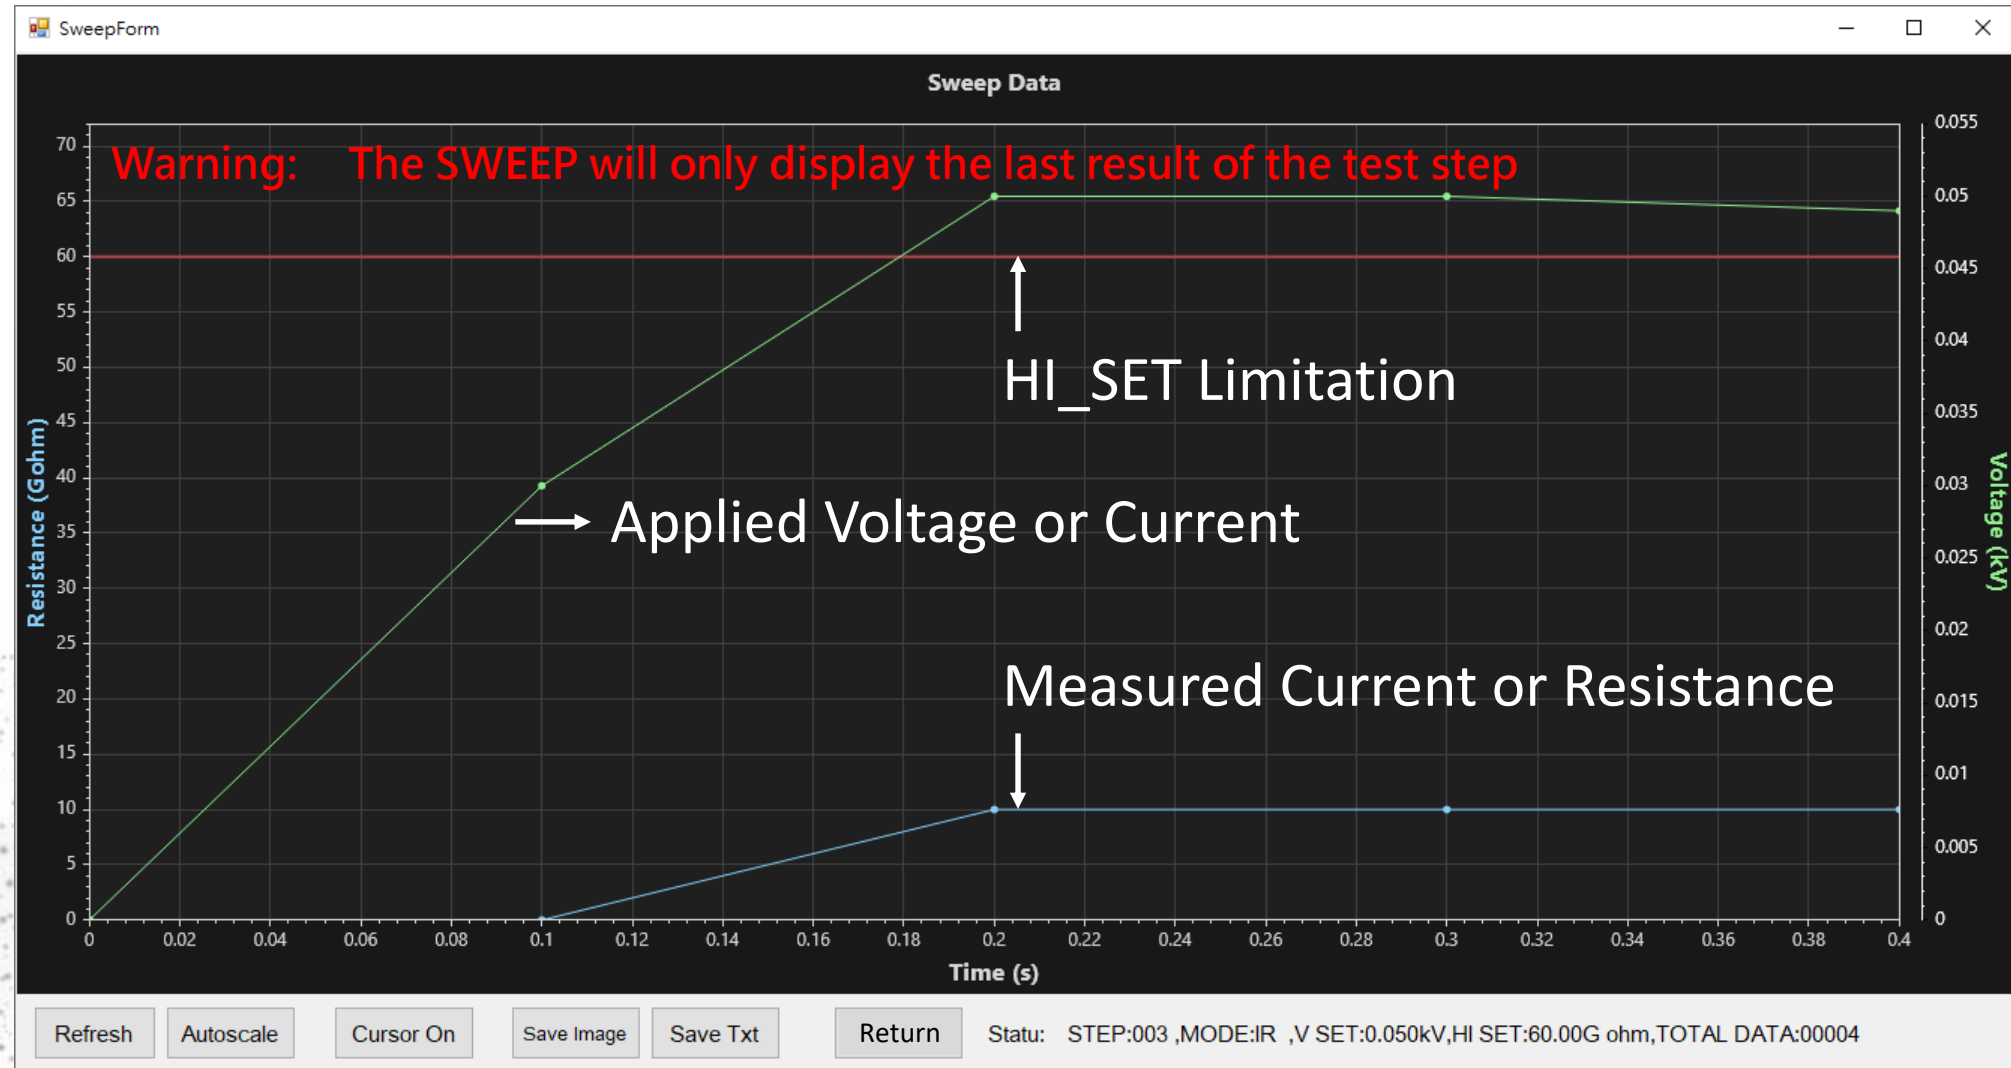 SweepForm
Sweep Data
Warning: The SWEEP will only display the last result of the test step
70
65
60
55
50
45
40
35
30
25
20
15
10
5
0
Resistance (Gohm)
0.055
0.05
0.045
0.04
0.035
0.03
0.025
0.02
0.015
0.01
0.005
0
Voltage (kV)
HI_SET Limitation
Applied Voltage or Current
Measured Current or Resistance
0 0.02 0.04 0.06 0.08 0.1 0.12 0.14 0.16 0.18 0.2 0.22 0.24 0.26 0.28 0.3 0.32 0.34 0.36 0.38 0.4
Time (s)
Refresh Autoscale Cursor On Save Image Save Txt Return Statu: STEP:003 ,MODE:IR ,V SET:0.050kV,HI SET:60.00G ohm,TOTAL DATA:00004